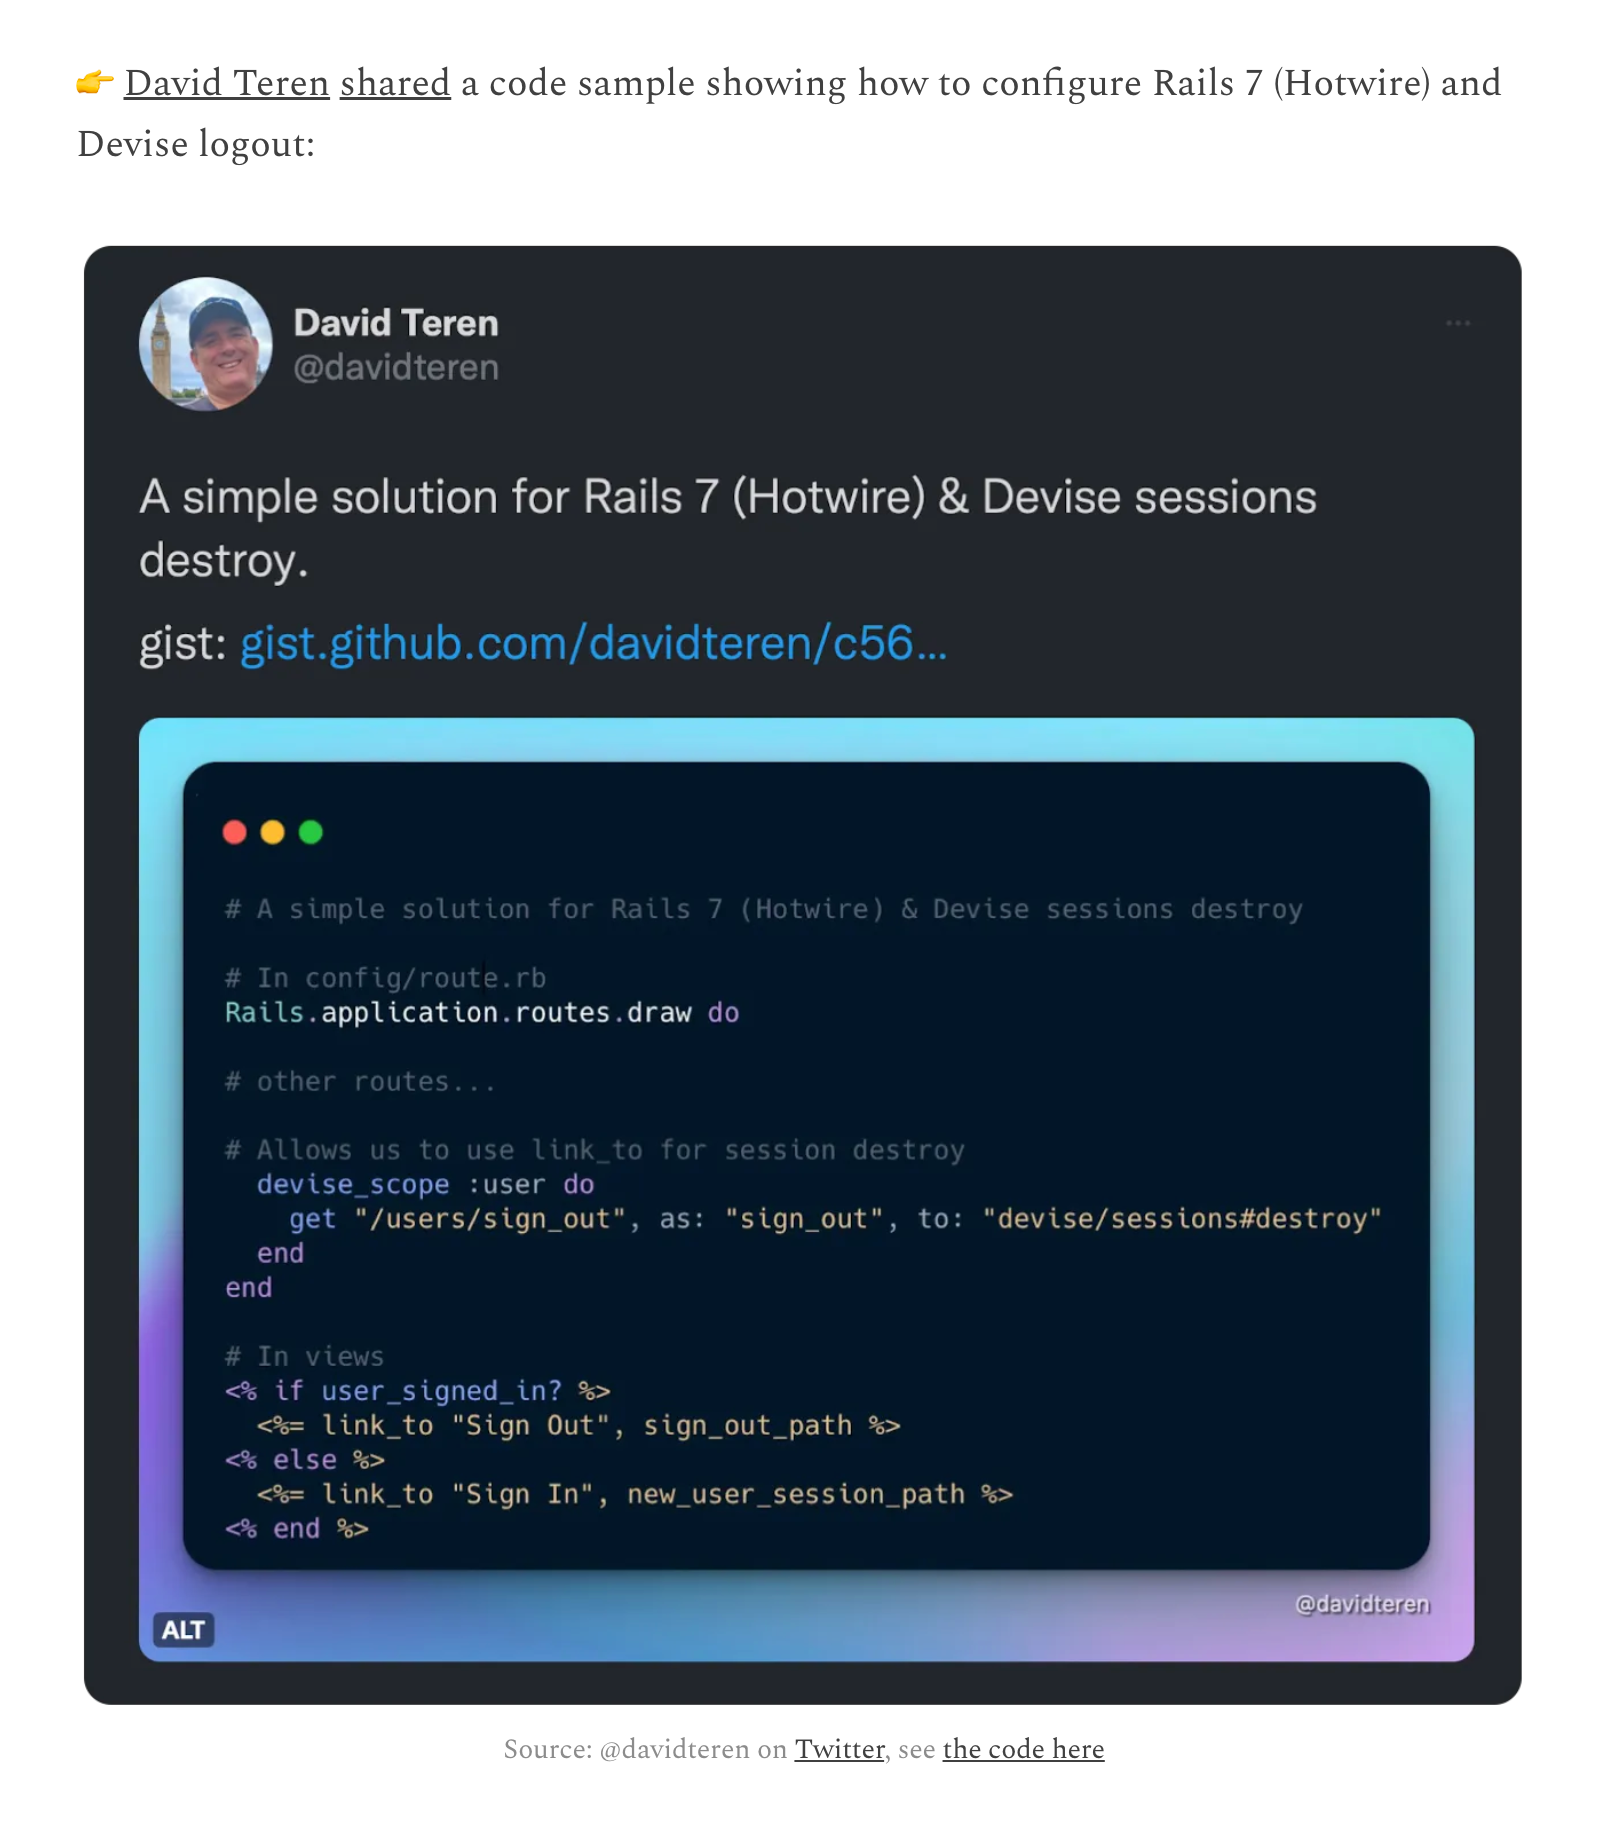 👉 David Teren shared a code sample showing how to configure Rails 7 (Hotwire) and
Devise logout:
David Teren
@davidteren
A simple solution for Rails 7 (Hotwire) & Devise sessions
destroy.
gist: gist.github.com/davidteren/c56...
# A simple solution for Rails 7 (Hotwire) & Devise sessions destroy
# In config/route.rb
Rails.application.routes.draw do
# other routes...
# Allows us to use link_to for session destroy
  devise_scope :user do
    get "/users/sign_out", as: "sign_out", to: "devise/sessions#destroy"
  end
end
# In views
<% if user_signed_in? %>
  <%= link_to "Sign Out", sign_out_path %>
<% else %>
  <%= link_to "Sign In", new_user_session_path %>
<% end %>
@davidteren
ALT
Source: @davidteren on Twitter, see the code here